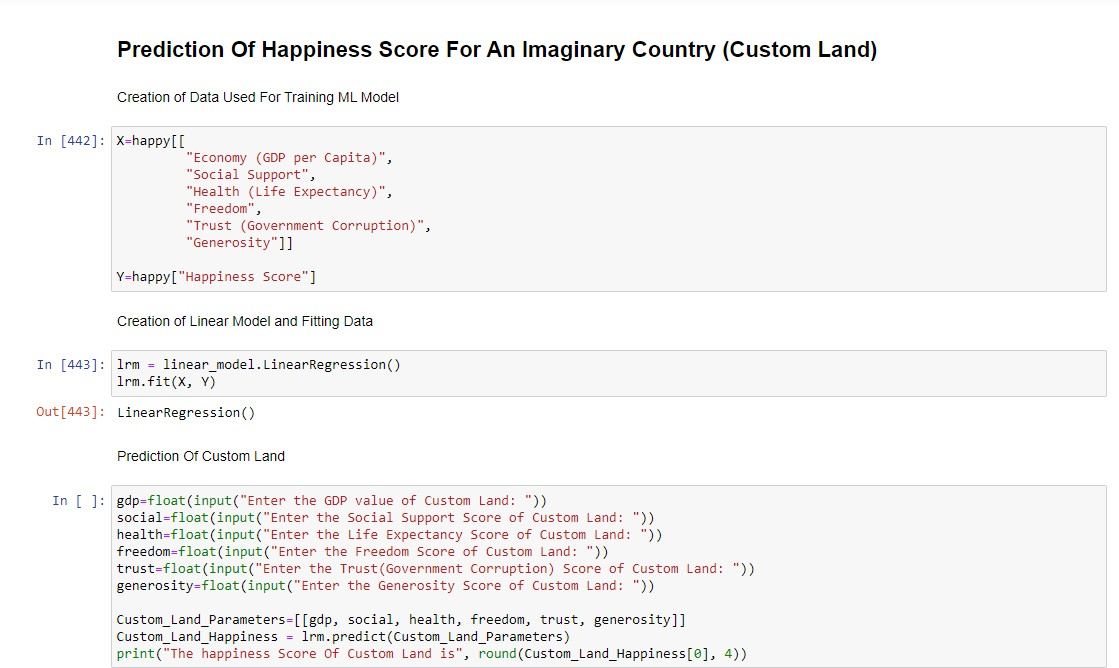 Prediction Of Happiness Score For An Imaginary Country (Custom Land)
Creation of Data Used For Training ML Model
In [442]: X=happy[[
"Economy (GDP per Capita)",
"Social Support",
"Health (Life Expectancy)",
"Freedom",
"Trust (Government Corruption)",
"Generosity"]]
Y=happy["Happiness Score"]
Creation of Linear Model and Fitting Data
In [443]: lrm = linear_model.LinearRegression()
lrm.fit(X, Y)
Out[443]: LinearRegression()
Prediction Of Custom Land
In [ ]: gdp=float(input("Enter the GDP value of Custom Land: "))
social=float(input("Enter the Social Support Score of Custom Land: "))
health=float(input("Enter the Life Expectancy Score of Custom Land: "))
freedom=float(input("Enter the Freedom Score of Custom Land: "))
trust=float(input("Enter the Trust(Government Corruption) Score of Custom Land: "))
generosity=float(input("Enter the Generosity Score of Custom Land: "))
Custom_Land_Parameters=[[gdp, social, health, freedom, trust, generosity]]
Custom_Land_Happiness = lrm.predict(Custom_Land_Parameters)
print("The happiness Score Of Custom Land is", round(Custom_Land_Happiness[0], 4))